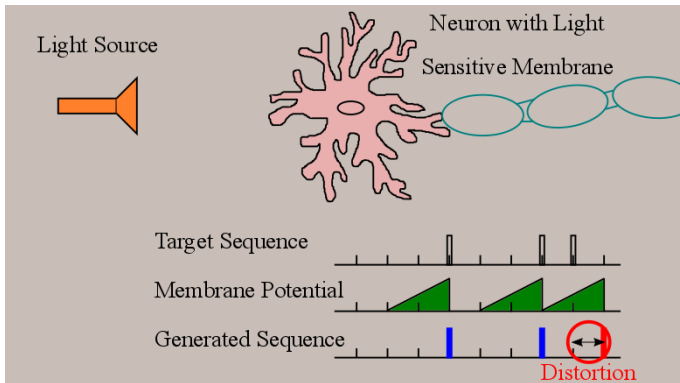 Light Source
Neuron with Light
Sensitive Membrane
Target Sequence
Membrane Potential
Generated Sequence
Distortion